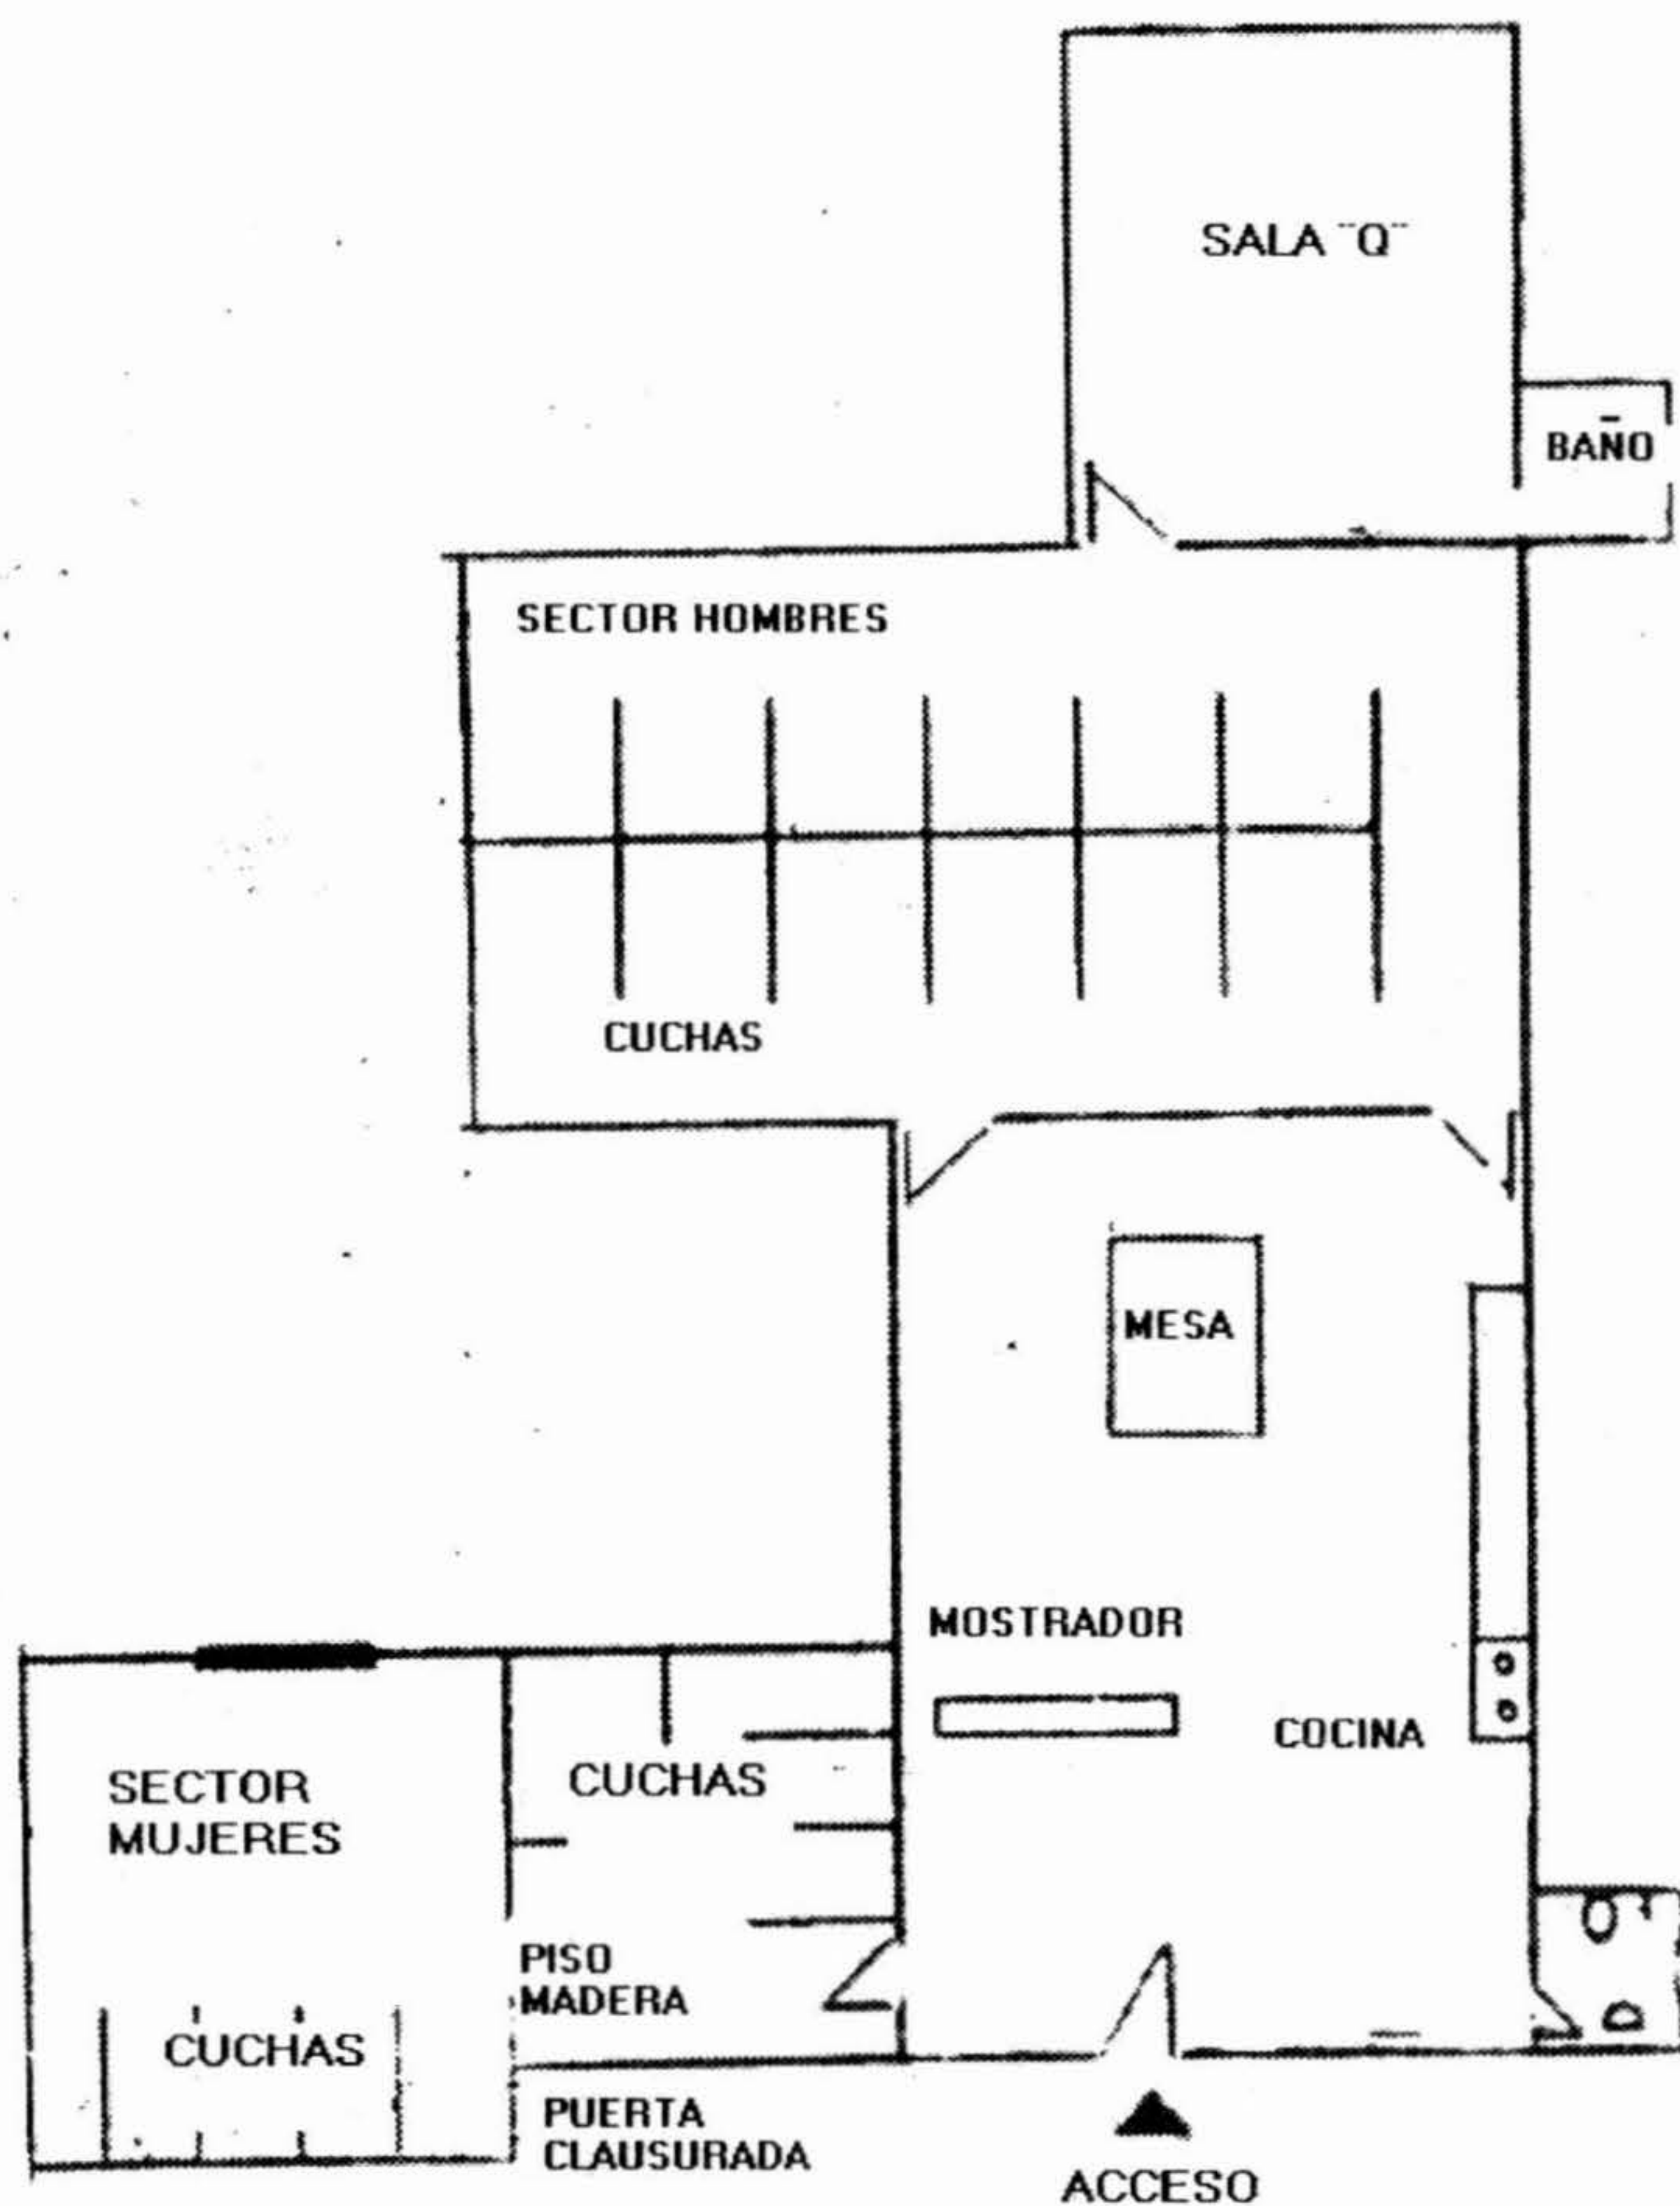 SALA "Q"
BAÑO
SECTOR HOMBRES
CUCHAS
MESA
MOSTRADOR
COCINA
SECTOR
MUJERES
CUCHAS
PISO
MADERA
CUCHAS
PUERTA
CLAUSURADA
ACCESO